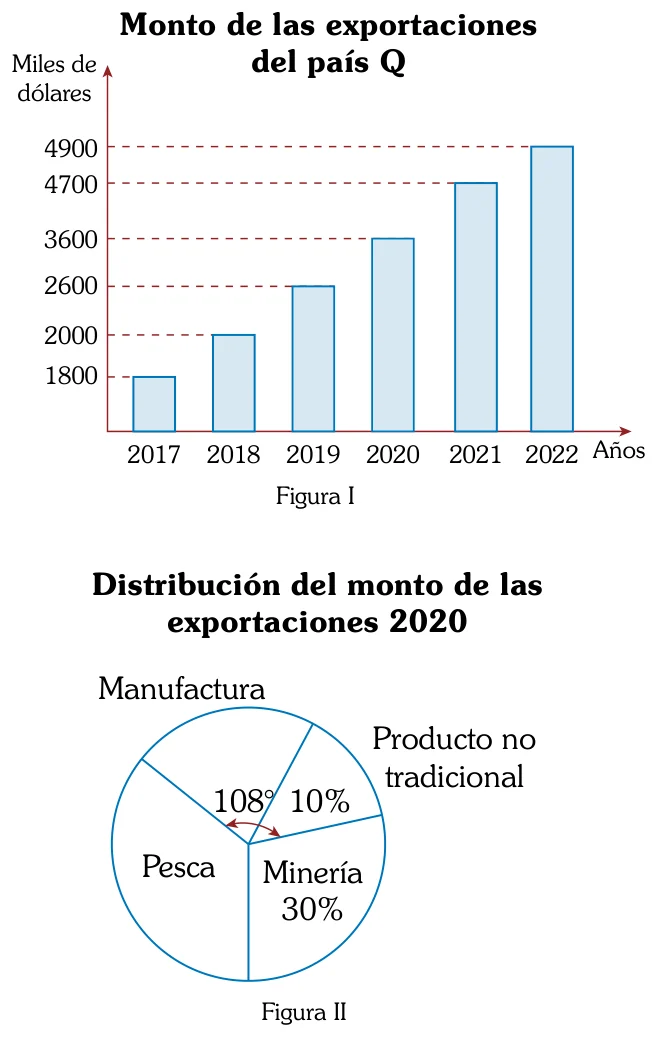 Monto de las exportaciones
del país Q
Miles de
dólares
4900
4700
3600
2600
2000
1800
2017 2018 2019 2020 2021 2022 Años
Figura I
Distribución del monto de las
exportaciones 2020
Manufactura
Producto no
tradicional
108° 10%
Pesca
Minería
30%
Figura II